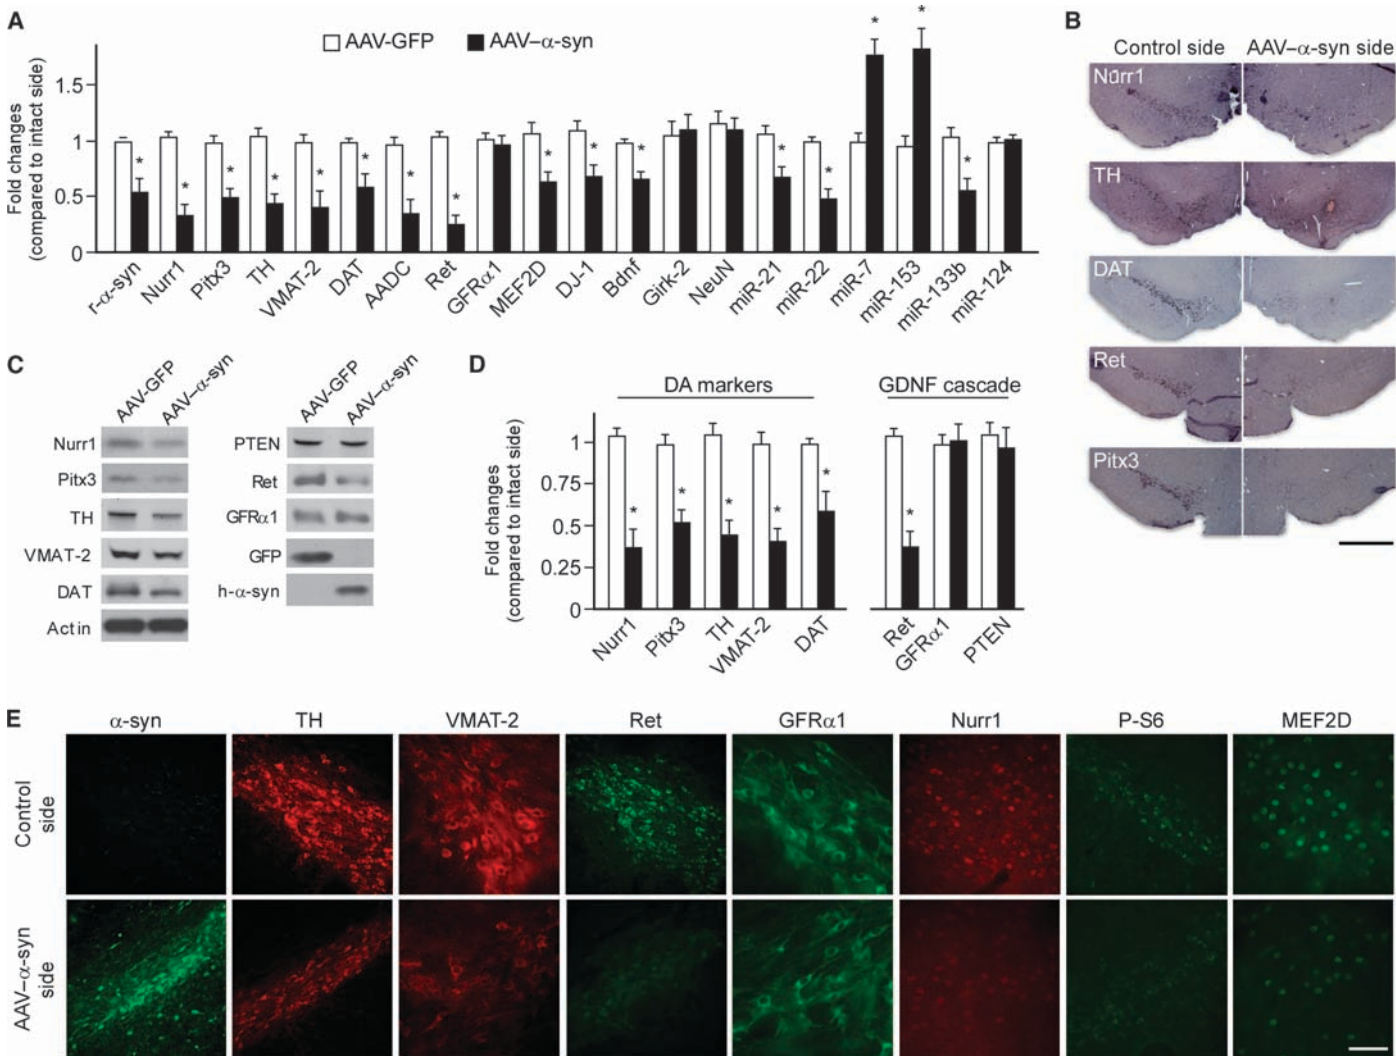 A
AAV-GFP AAV–α-syn
Fold changes
(compared to intact side)
1.5
1
0.5
0
* * * * * * * * * * * * * * * *
r-α-syn Nurr1 Pitx3 TH VMAT-2 DAT AADC Ret GFRα1 MEF2D DJ-1 Bdnf Girk-2 NeuN miR-21 miR-22 miR-7 miR-153 miR-133b miR-124
B
Control side AAV–α-syn side
Nurr1
TH
DAT
Ret
Pitx3
C
AAV-GFP AAV–α-syn
Nurr1
Pitx3
TH
VMAT-2
DAT
Actin
AAV-GFP AAV–α-syn
PTEN
Ret
GFRα1
GFP
h-α-syn
D
DA markers GDNF cascade
Fold changes
(compared to intact side)
1
0.75
0.5
0.25
0
* * * * * *
Nurr1 Pitx3 TH VMAT-2 DAT Ret GFRα1 PTEN
E
α-syn TH VMAT-2 Ret GFRα1 Nurr1 P-S6 MEF2D
Control
side
AAV–α-syn
side